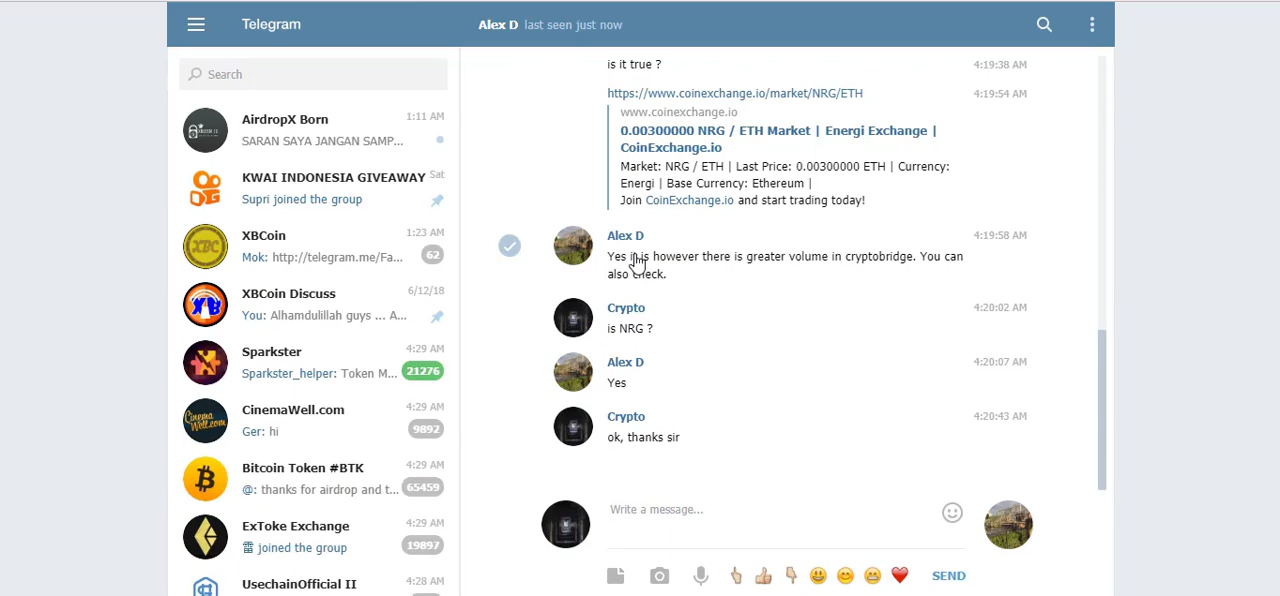 Telegram
Alex D last seen just now
Search
AirdropX Born 1:11 AM
SARAN SAYA JANGAN SAMP...
KWAI INDONESIA GIVEAWAY Sat
Supri joined the group
XBCoin 1:23 AM
Mok: http://telegram.me/Fa... 62
XBCoin Discuss 6/12/18
You: Alhamdulillah guys ... A...
Sparkster 4:29 AM
Sparkster_helper: Token M... 21276
CinemaWell.com 4:29 AM
Ger: hi 9892
Bitcoin Token #BTK 4:29 AM
@: thanks for airdrop and t... 65459
ExToke Exchange 4:29 AM
雷 joined the group 19897
UsechainOfficial II 4:28 AM
is it true ? 4:19:38 AM
https://www.coinexchange.io/market/NRG/ETH 4:19:54 AM
www.coinexchange.io
0.00300000 NRG / ETH Market | Energi Exchange |
CoinExchange.io
Market: NRG / ETH | Last Price: 0.00300000 ETH | Currency:
Energi | Base Currency: Ethereum |
Join CoinExchange.io and start trading today!
Alex D 4:19:58 AM
Yes it is however there is greater volume in cryptobridge. You can
also check.
Crypto 4:20:02 AM
is NRG ?
Alex D 4:20:07 AM
Yes
Crypto 4:20:43 AM
ok, thanks sir
Write a message...
SEND
XBC
Cinema
Well.com